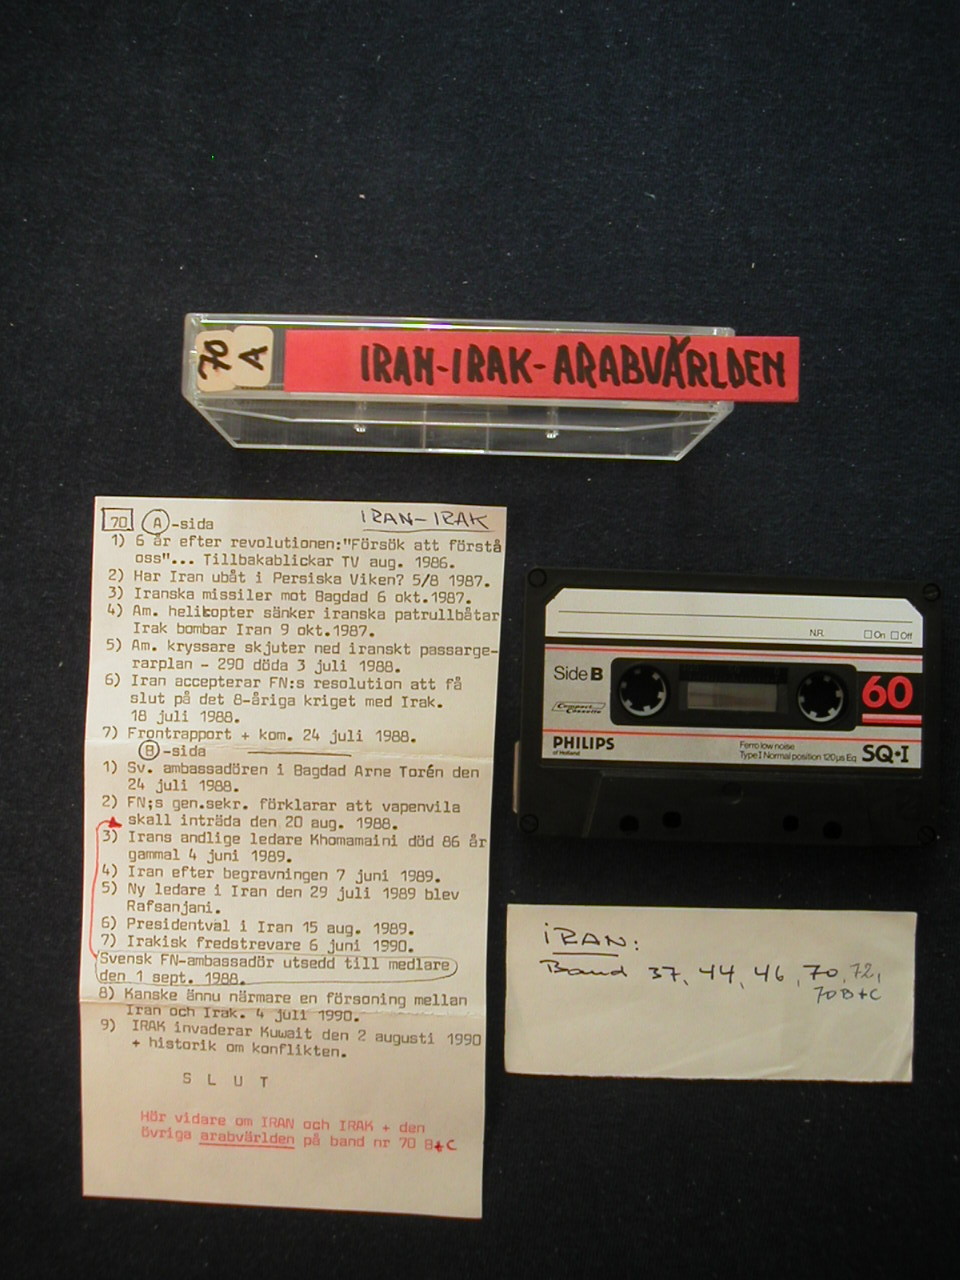 70
A
IRAN-IRAK-ARABVÄRLDEN
70 A-sida IRAN-IRAK
1) 6 år efter revolutionen:"Försök att förstå
oss"... Tillbakablickar TV aug. 1986.
2) Har Iran ubåt i Persiska Viken? 5/8 1987.
3) Iranska missiler mot Bagdad 6 okt.1987.
4) Am. helikopter sänker iranska patrullbåtar
Irak bombar Iran 9 okt.1987.
5) Am. kryssare skjuter ned iranskt passarge-
rarplan - 290 döda 3 juli 1988.
6) Iran accepterar FN:s resolution att få
slut på det 8-åriga kriget med Irak.
18 juli 1988.
7) Frontrapport + kom. 24 juli 1988.
B-sida
1) Sv. ambassadören i Bagdad Arne Torén den
24 juli 1988.
2) FN;s gen.sekr. förklarar att vapenvila
skall inträda den 20 aug. 1988.
3) Irans andlige ledare Khomamaini död 86 år
gammal 4 juni 1989.
4) Iran efter begravningen 7 juni 1989.
5) Ny ledare i Iran den 29 juli 1989 blev
Rafsanjani.
6) Presidentval i Iran 15 aug. 1989.
7) Irakisk fredstrevare 6 juni 1990.
Svensk FN-ambassadör utsedd till medlare
den 1 sept. 1988.
8) Kanske ännu närmare en försoning mellan
Iran och Irak. 4 juli 1990.
9) IRAK invaderar Kuwait den 2 augusti 1990
+ historik om konflikten.
S L U T
Hör vidare om IRAN och IRAK + den
övriga arabvärlden på band nr 70 B+C
NR. On Off
Side B
Compact Cassette
60
PHILIPS
of Holland
Ferro low noise
Type I Normal position 120µs Eq
SQ·I
IRAN:
Band 37, 44, 46, 70, 72,
70 B+C